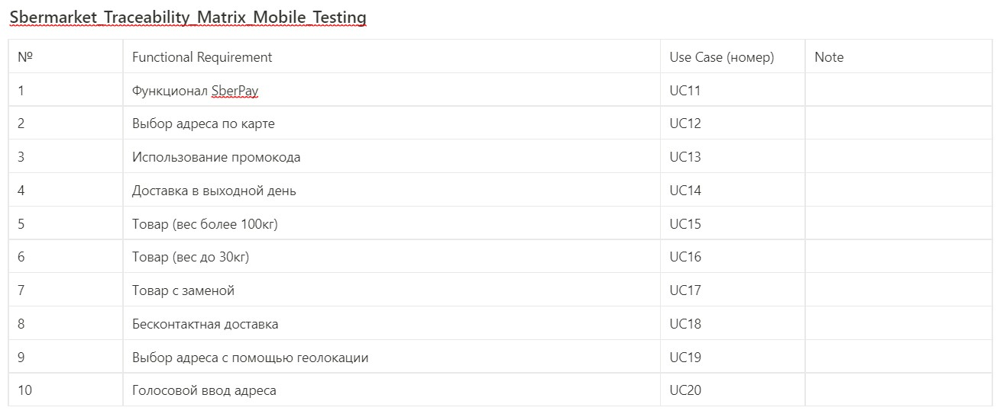 Sbermarket_Traceability_Matrix_Mobile_Testing
№ Functional Requirement Use Case (номер) Note
1 Функционал SberPay UC11
2 Выбор адреса по карте UC12
3 Использование промокода UC13
4 Доставка в выходной день UC14
5 Товар (вес более 100кг) UC15
6 Товар (вес до 30кг) UC16
7 Товар с заменой UC17
8 Бесконтактная доставка UC18
9 Выбор адреса с помощью геолокации UC19
10 Голосовой ввод адреса UC20